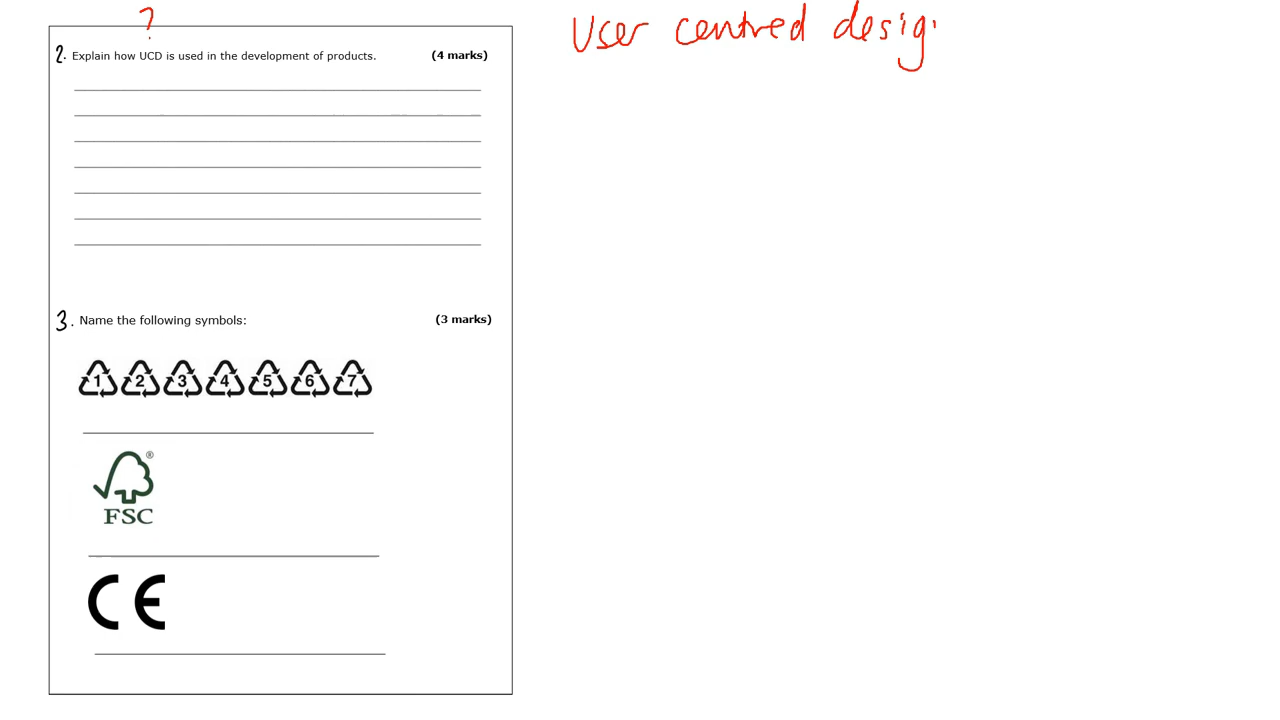 ?
User centred desig
2. Explain how UCD is used in the development of products. (4 marks)
3. Name the following symbols: (3 marks)
1 2 3 4 5 6 7
®
FSC
CE